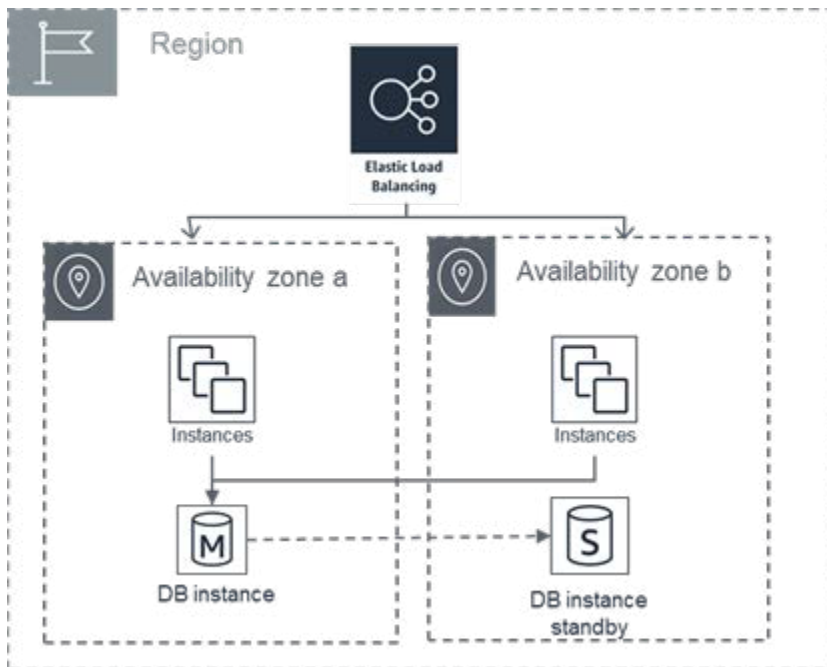 Region
Elastic Load
Balancing
Availability zone a
Availability zone b
Instances
Instances
M
S
DB instance
DB instance
standby